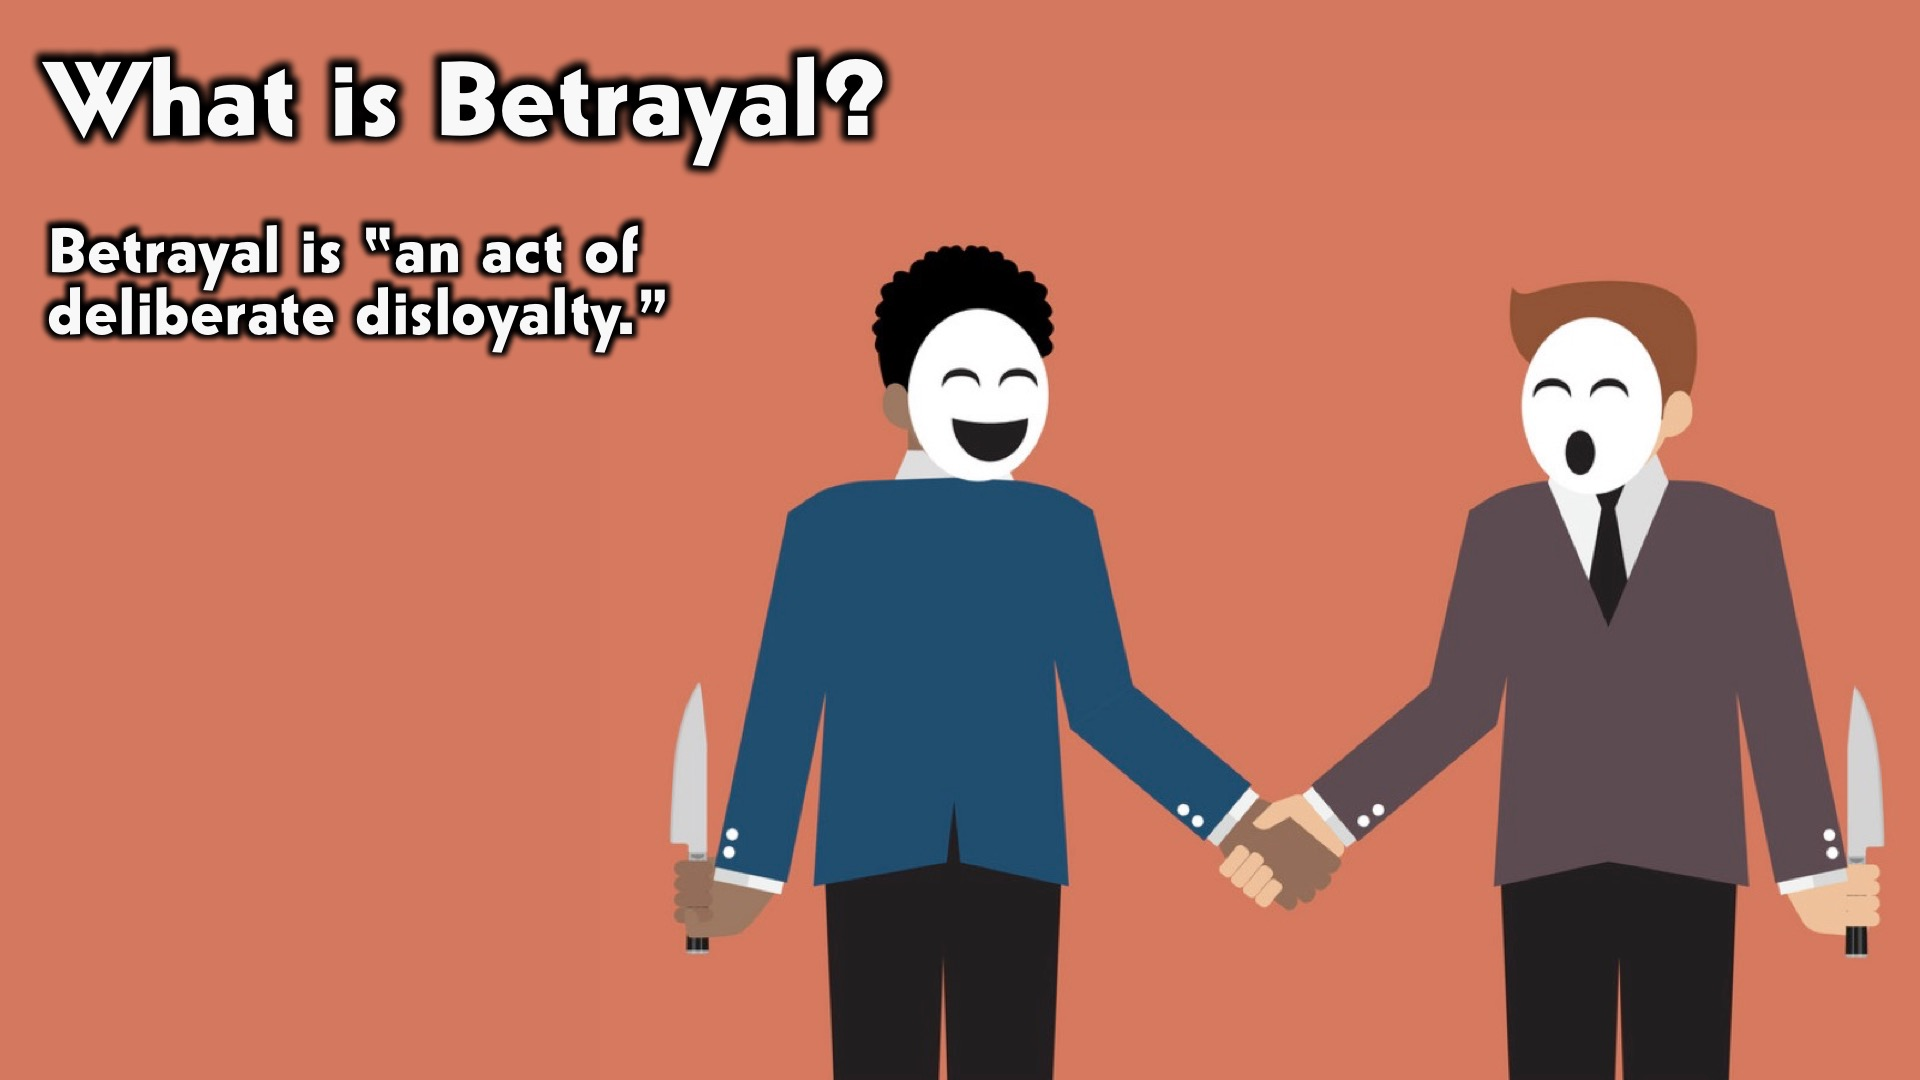 What is Betrayal?
Betrayal is “an act of
deliberate disloyalty.”